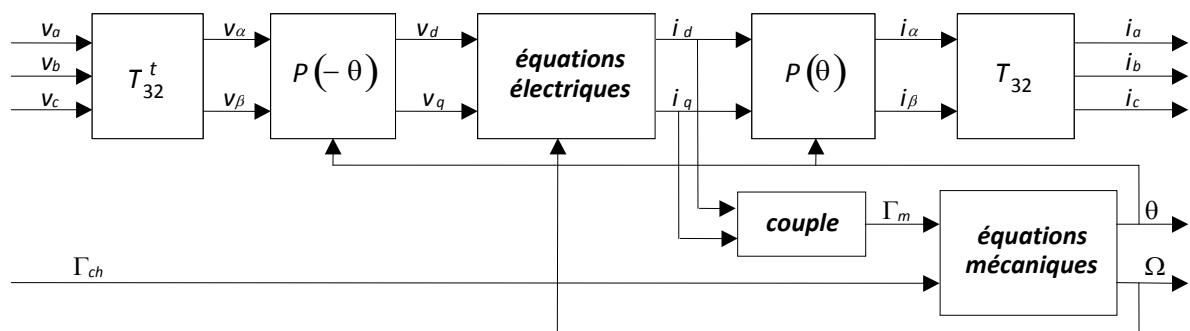 v_a v_α v_d i_d i_α i_a
v_b T_32^t P(− θ) équations électriques P(θ) T_32 i_b
v_c v_β v_q i_q i_β i_c
couple Γ_m équations mécaniques θ
Γ_ch Ω